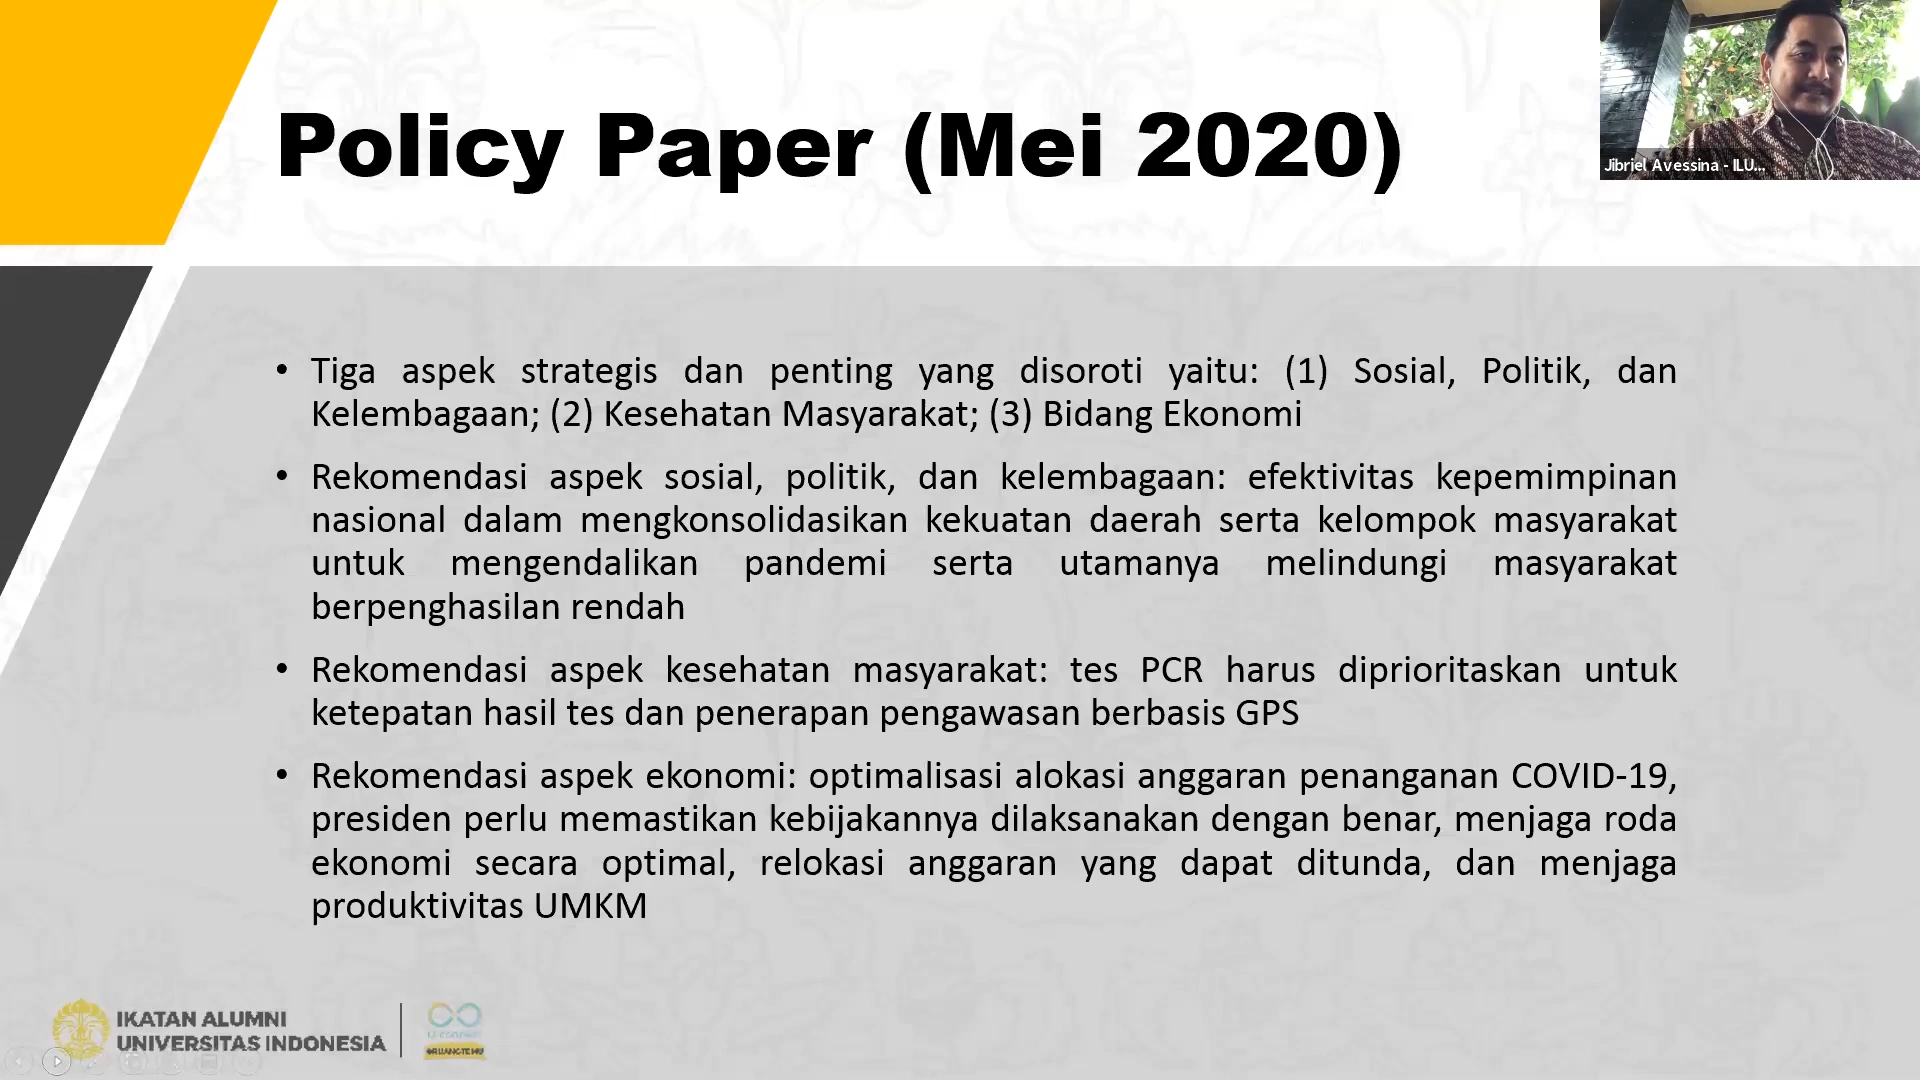 Policy Paper (Mei 2020)
Jibriel Avessina - ILU...
• Tiga aspek strategis dan penting yang disoroti yaitu: (1) Sosial, Politik, dan
Kelembagaan; (2) Kesehatan Masyarakat; (3) Bidang Ekonomi
• Rekomendasi aspek sosial, politik, dan kelembagaan: efektivitas kepemimpinan
nasional dalam mengkonsolidasikan kekuatan daerah serta kelompok masyarakat
untuk mengendalikan pandemi serta utamanya melindungi masyarakat
berpenghasilan rendah
• Rekomendasi aspek kesehatan masyarakat: tes PCR harus diprioritaskan untuk
ketepatan hasil tes dan penerapan pengawasan berbasis GPS
• Rekomendasi aspek ekonomi: optimalisasi alokasi anggaran penanganan COVID-19,
presiden perlu memastikan kebijakannya dilaksanakan dengan benar, menjaga roda
ekonomi secara optimal, relokasi anggaran yang dapat ditunda, dan menjaga
produktivitas UMKM
IKATAN ALUMNI
UNIVERSITAS INDONESIA
#RUANGTEMU